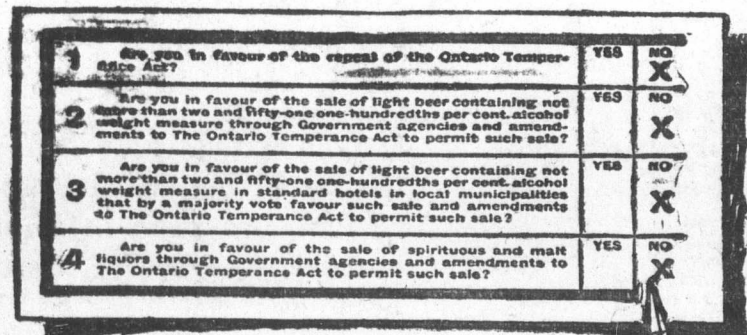 1 Are you in favour of the repeal of the Ontario Temper- YES NO
ance Act? X
2 Are you in favour of the sale of light beer containing not YES NO
more than two and fifty-one one-hundredths per cent. alcohol
weight measure through Government agencies and amend- X
ments to The Ontario Temperance Act to permit such sale?
3 Are you in favour of the sale of light beer containing not YES NO
more than two and fifty-one one-hundredths per cent. alcohol
weight measure in standard hotels in local municipalities
that by a majority vote favour such sale and amendments X
to The Ontario Temperance Act to permit such sale?
4 Are you in favour of the sale of spirituous and malt YES NO
liquors through Government agencies and amendments to X
The Ontario Temperance Act to permit such sale?